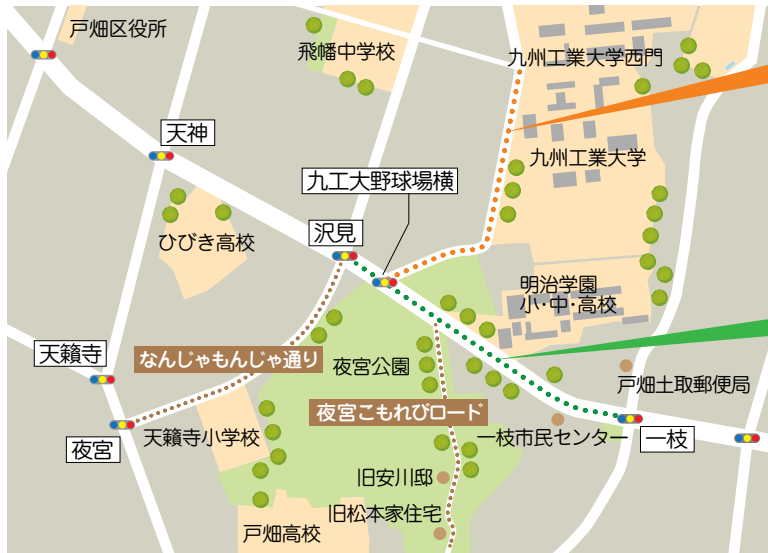 戸畑区役所
飛幡中学校
九州工業大学西門
天神
九州工業大学
九工大野球場横
ひびき高校
沢見
明治学園
小・中・高校
天籟寺
なんじゃもんじゃ通り
夜宮公園
戸畑土取郵便局
夜宮こもれびロード
夜宮
天籟寺小学校
一枝市民センター
一枝
旧安川邸
旧松本家住宅
戸畑高校